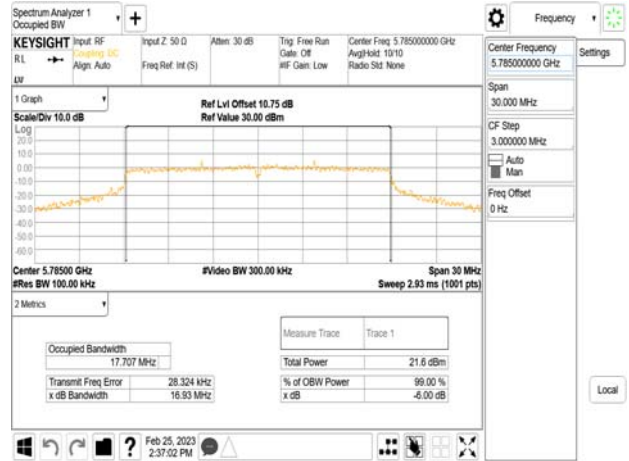 Spectrum Analyzer 1
Occupied BW
Frequency
KEYSIGHT
Input: RF
Coupling: DC
Align: Auto
RL
Input Z: 50 Ω
Freq Ref: Int (S)
Atten: 30 dB
Trig: Free Run
Gate: Off
#IF Gain: Low
Center Freq: 5.785000000 GHz
Avg|Hold: 10/10
Radio Std: None
Center Frequency
5.785000000 GHz
Settings
Span
30.000 MHz
CF Step
3.000000 MHz
Auto
Man
Freq Offset
0 Hz
Local
1 Graph
Scale/Div 10.0 dB
Ref Lvl Offset 10.75 dB
Ref Value 30.00 dBm
Log
20.0
10.0
0.00
-10.0
-20.0
-30.0
-40.0
-50.0
-60.0
Center 5.78500 GHz
#Res BW 100.00 kHz
#Video BW 300.00 kHz
Span 30 MHz
Sweep 2.93 ms (1001 pts)
2 Metrics
Measure Trace
Trace 1
Occupied Bandwidth
17.707 MHz
Total Power
21.6 dBm
Transmit Freq Error
28.324 kHz
% of OBW Power
99.00 %
x dB Bandwidth
16.93 MHz
x dB
-6.00 dB
Feb 25, 2023
2:37:02 PM